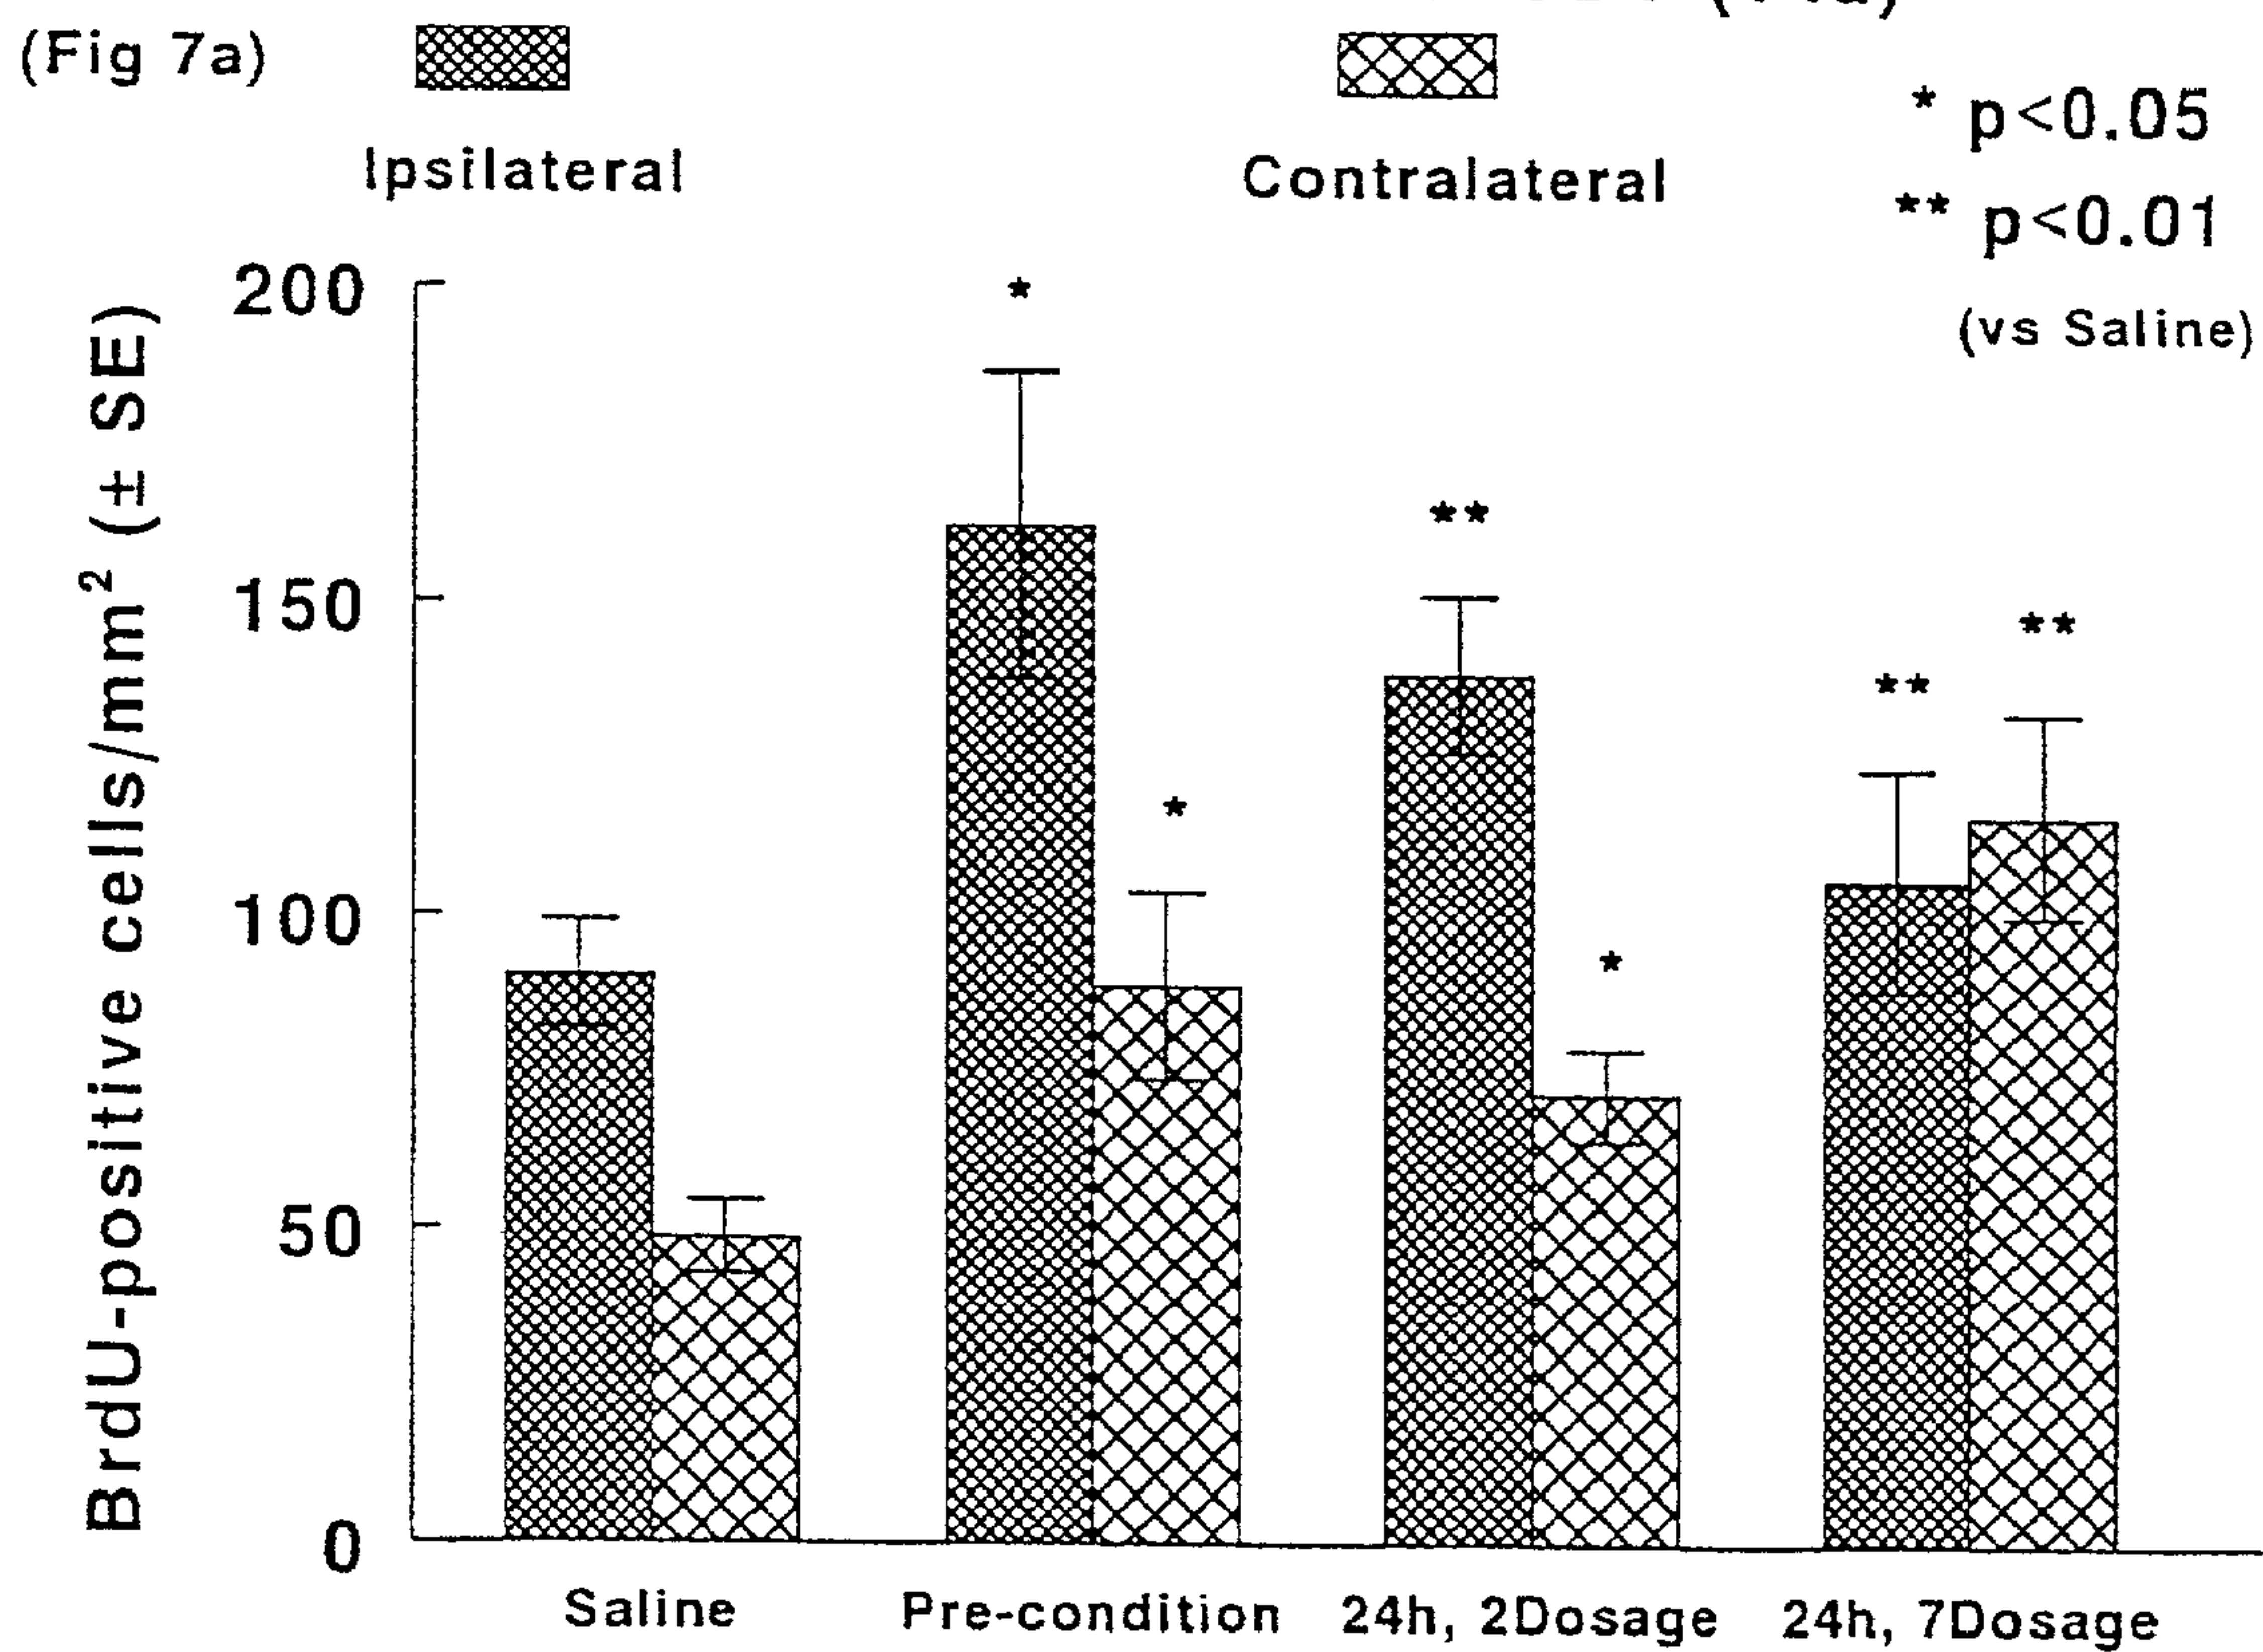 (Fig 7a)
Ipsilateral
Contralateral
* p<0.05
** p<0.01
(vs Saline)
BrdU-positive cells/mm² (± SE)
200
150
100
50
0
*
*
**
*
**
**
Saline
Pre-condition
24h, 2Dosage
24h, 7Dosage